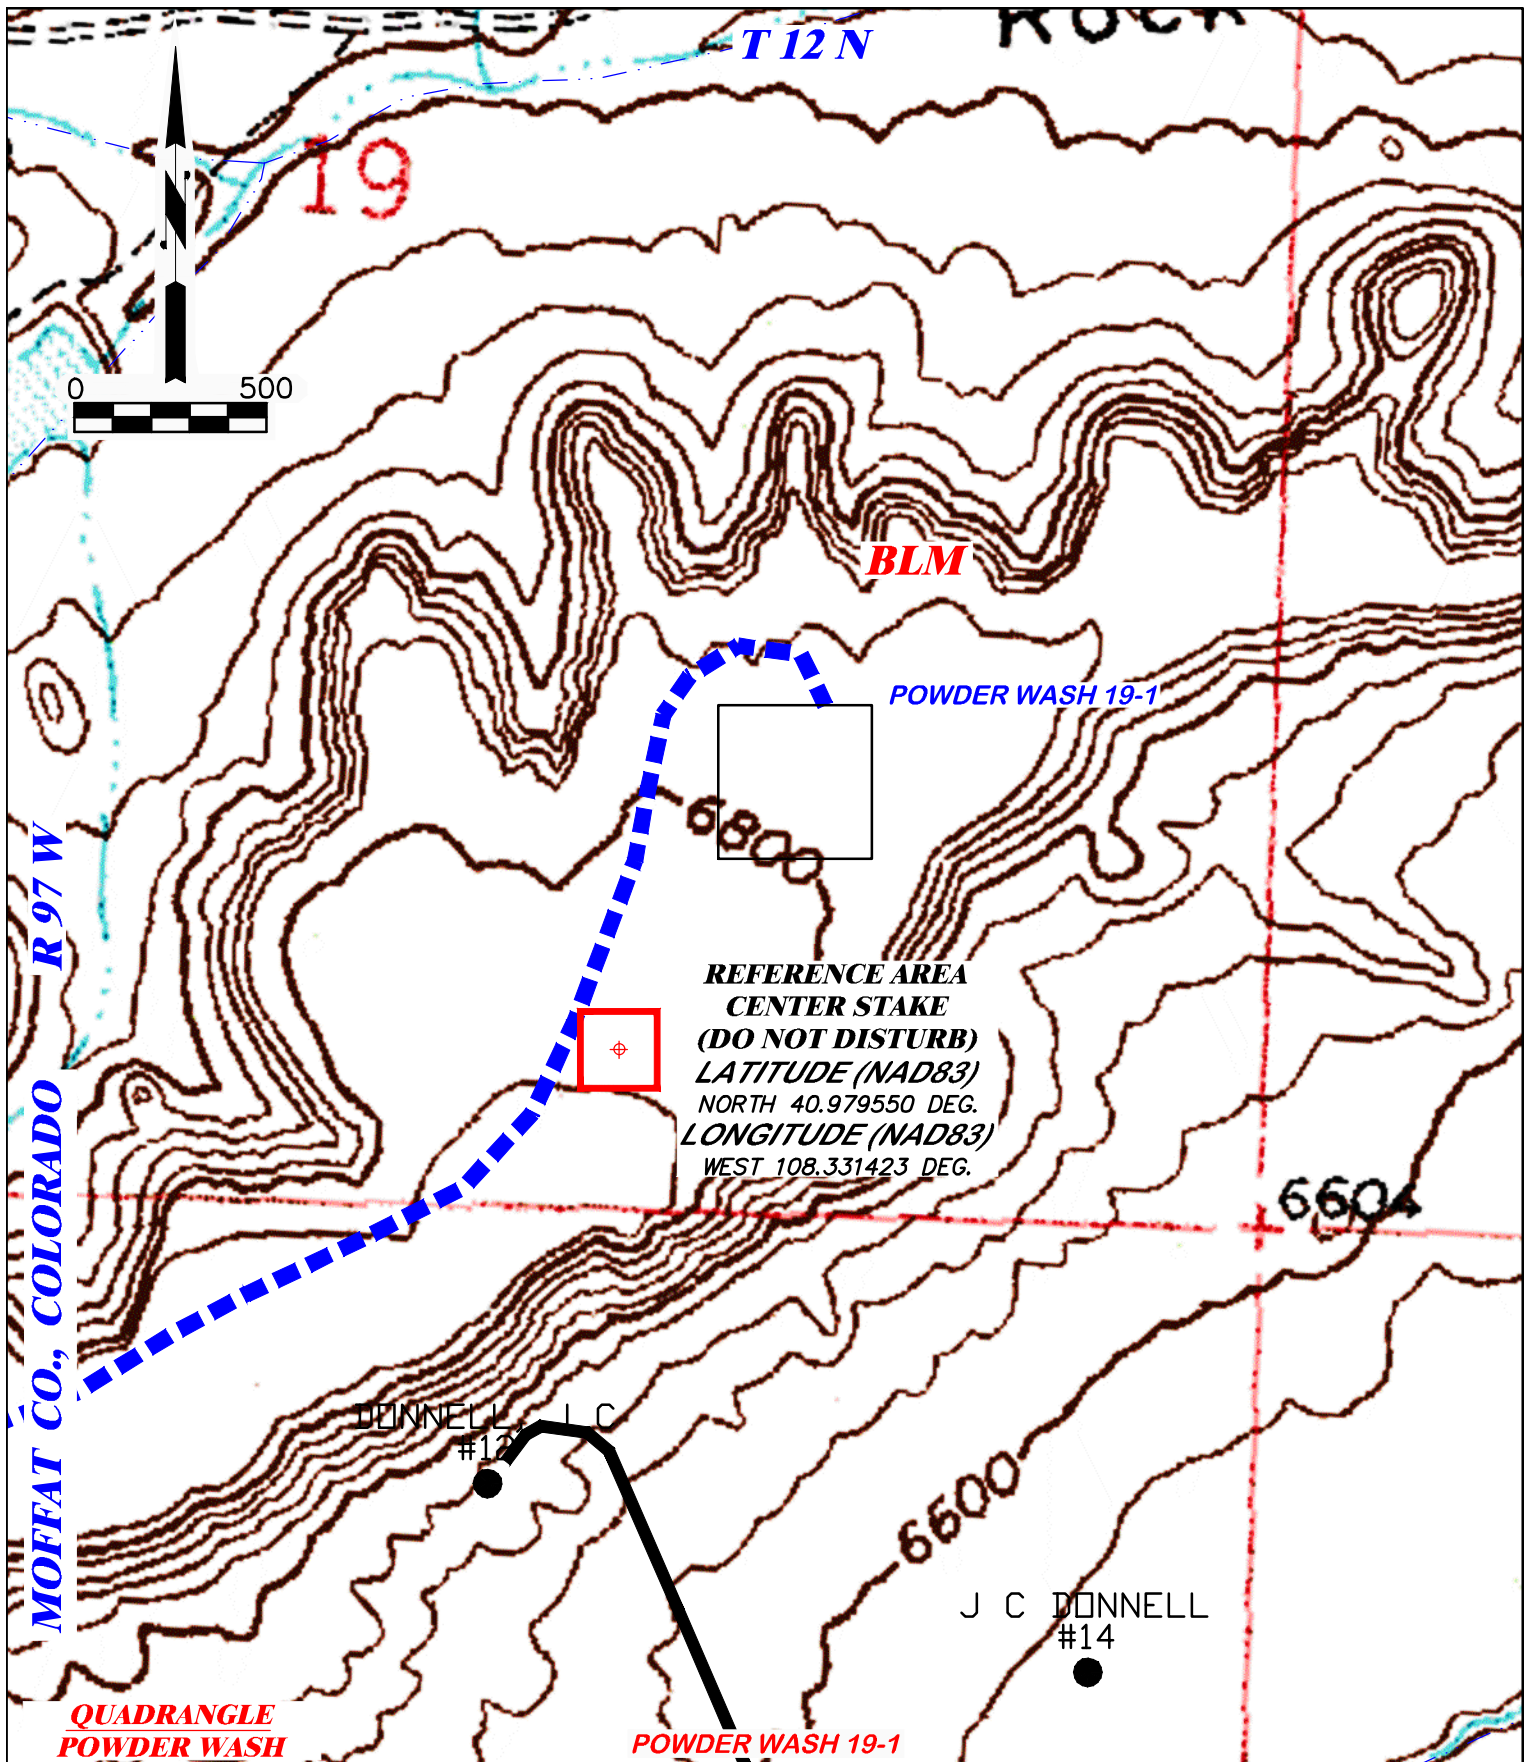 ROCK
T 12 N
19
0 500
BLM
POWDER WASH 19-1
6800
R 97 W
REFERENCE AREA
CENTER STAKE
(DO NOT DISTURB)
LATITUDE (NAD83)
NORTH 40.979550 DEG.
LONGITUDE (NAD83)
WEST 108.331423 DEG.
MOFFAT CO., COLORADO
6604
DONNELL, J C
#12
6600
J C DONNELL
#14
QUADRANGLE
POWDER WASH
POWDER WASH 19-1